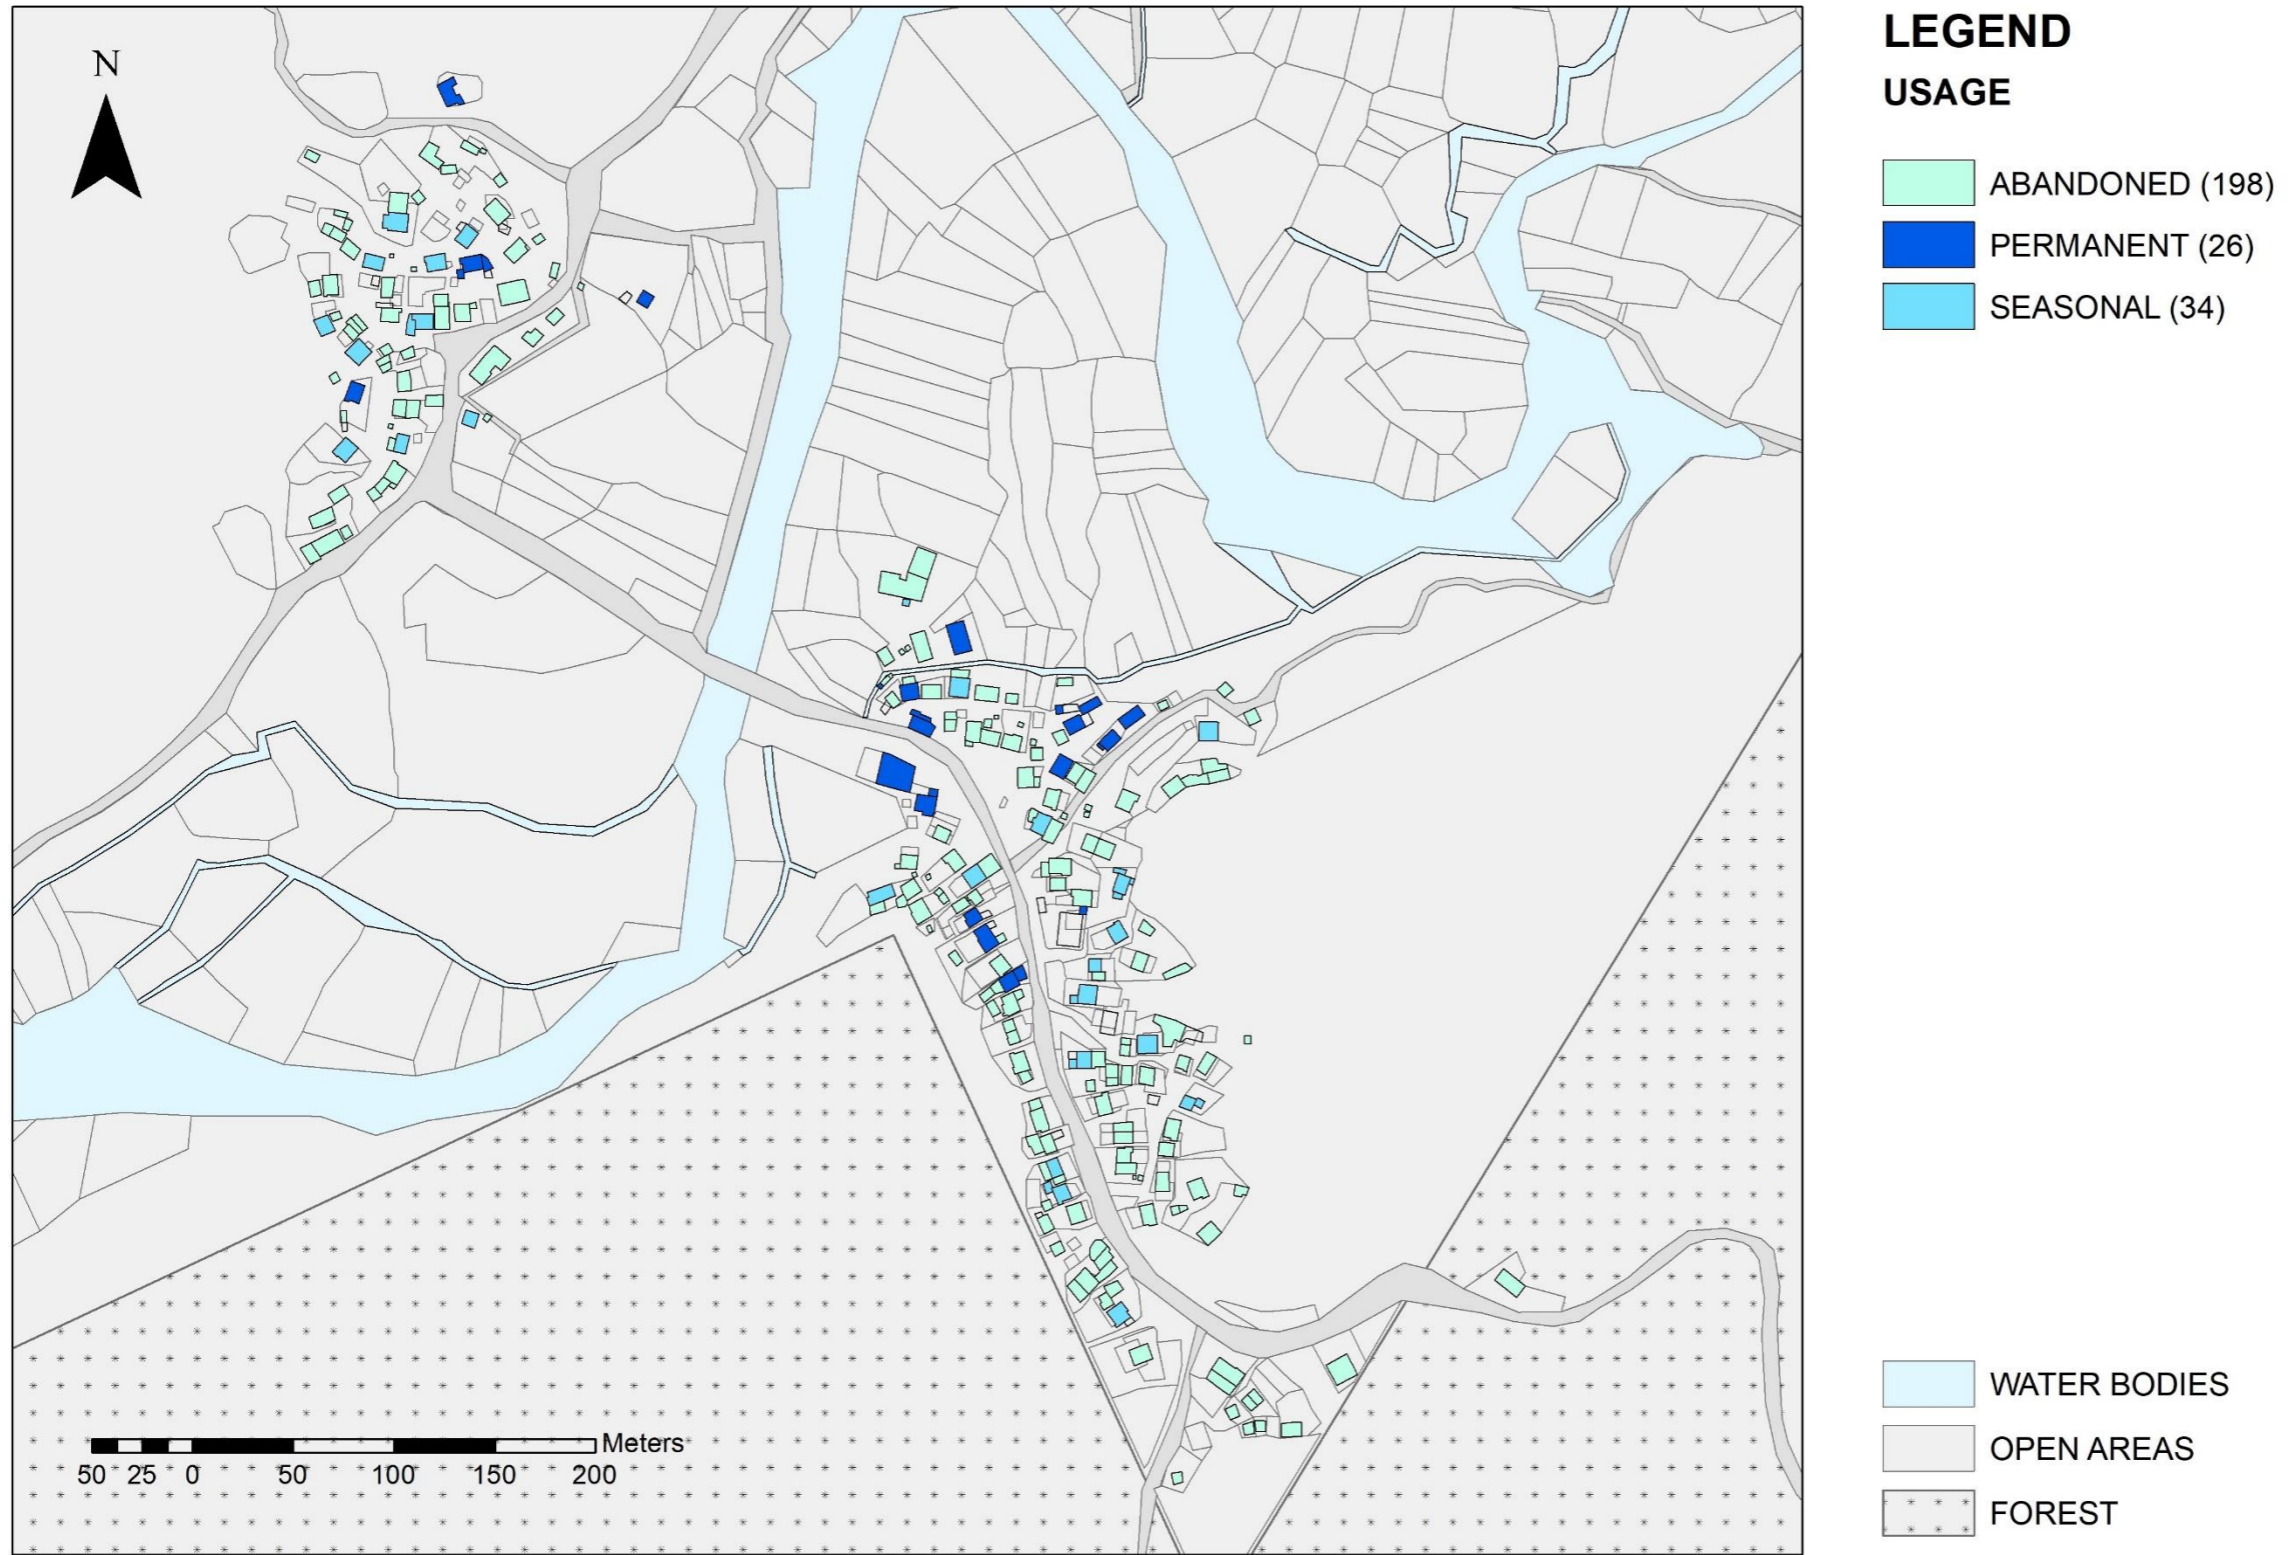 N
LEGEND
USAGE
ABANDONED (198)
PERMANENT (26)
SEASONAL (34)
WATER BODIES
OPEN AREAS
FOREST
Meters
50 25 0 50 100 150 200